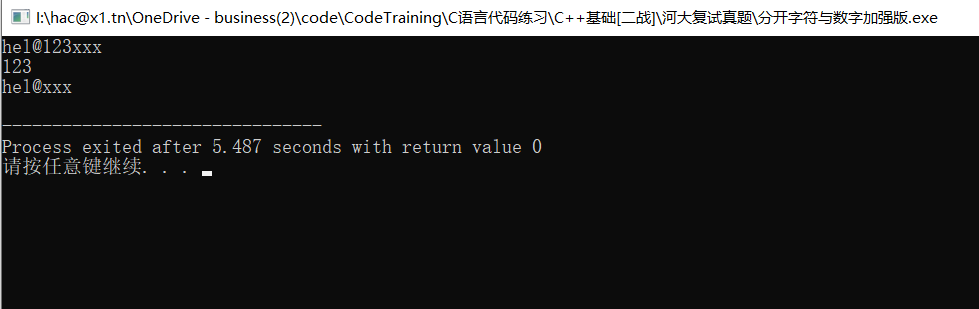 I:\hac@x1.tn\OneDrive - business(2)\code\CodeTraining\C语言代码练习\C++基础[二战]\河大复试真题\分开字符与数字加强版.exe
hel@123xxx
123
hel@xxx
--------------------------------
Process exited after 5.487 seconds with return value 0
请按任意键继续. . .